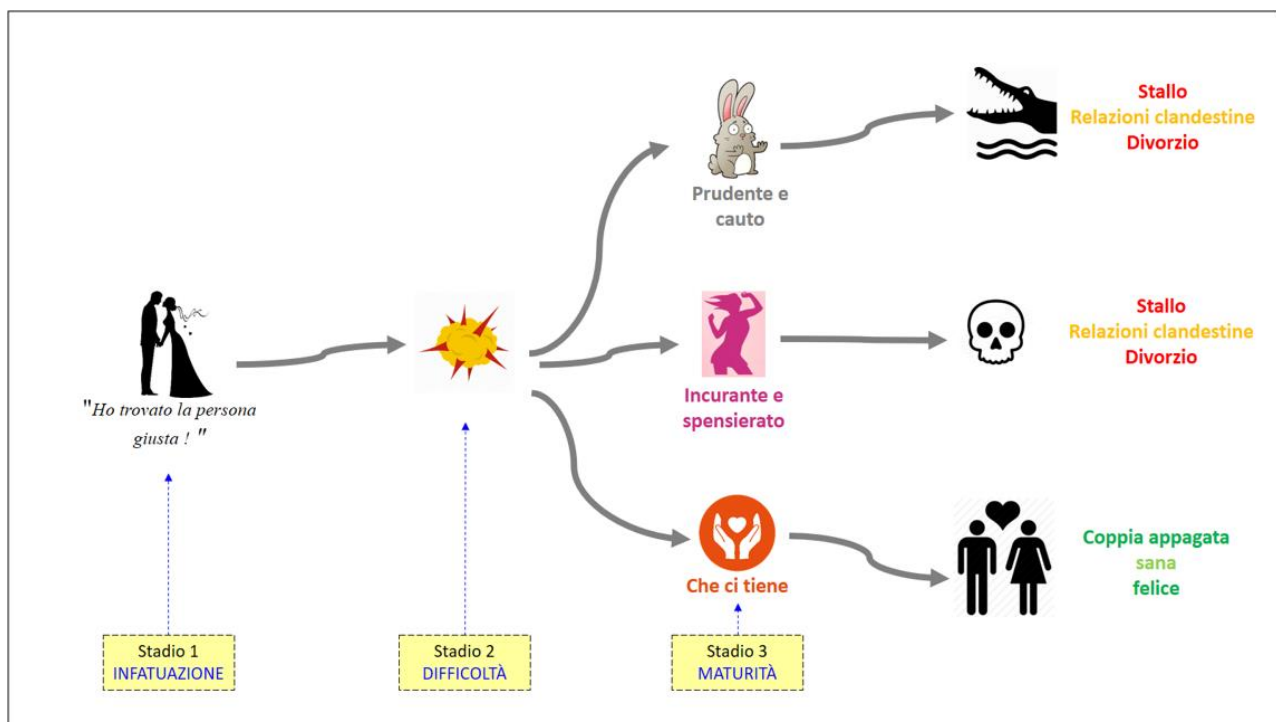 Stallo
Relazioni clandestine
Divorzio
Prudente e
cauto
Stallo
Relazioni clandestine
Divorzio
Incurante e
spensierato
"Ho trovato la persona
giusta ! "
Coppia appagata
sana
felice
Che ci tiene
Stadio 1
INFATUAZIONE
Stadio 2
DIFFICOLTÀ
Stadio 3
MATURITÀ